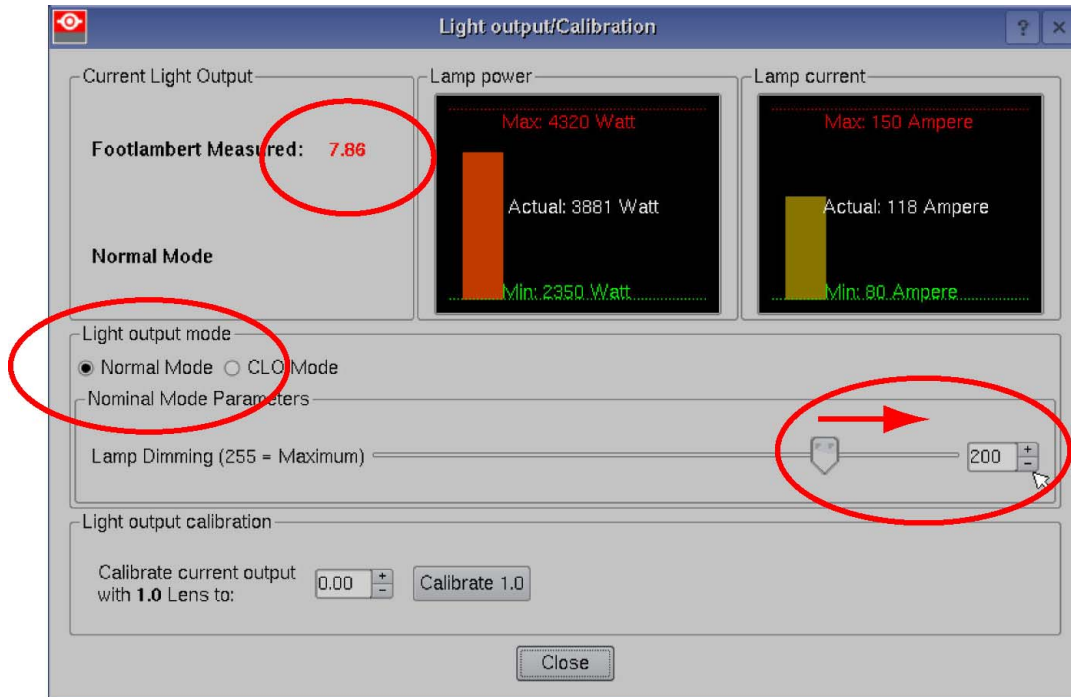 Light output/Calibration
?
Current Light Output
Footlambert Measured: 7.86
Normal Mode
Lamp power
Max: 4320 Watt
Actual: 3881 Watt
Min: 2350 Watt
Lamp current
Max: 150 Ampere
Actual: 118 Ampere
Min: 80 Ampere
Light output mode
Normal Mode CLO Mode
Nominal Mode Parameters
Lamp Dimming (255 = Maximum) 200
Light output calibration
Calibrate current output
with 1.0 Lens to: 0.00 Calibrate 1.0
Close